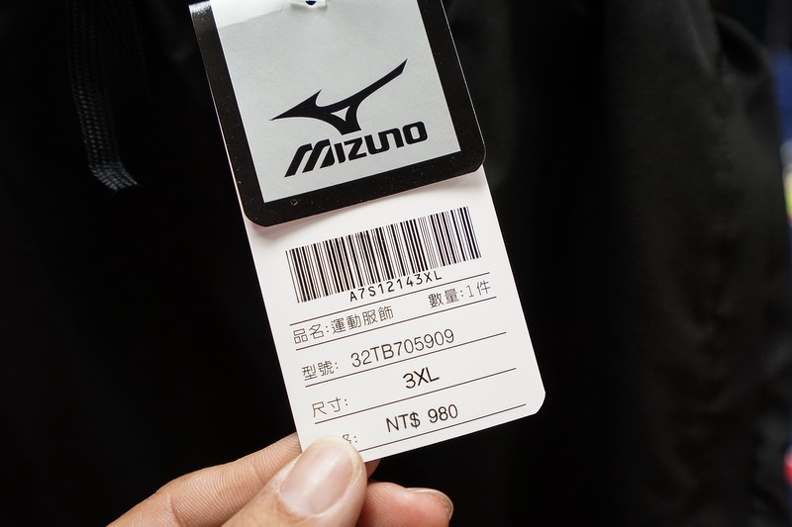 MIZUNO
A7S12143XL
品名:運動服飾 數量:1件
型號: 32TB705909
尺寸: 3XL
格: NT$ 980